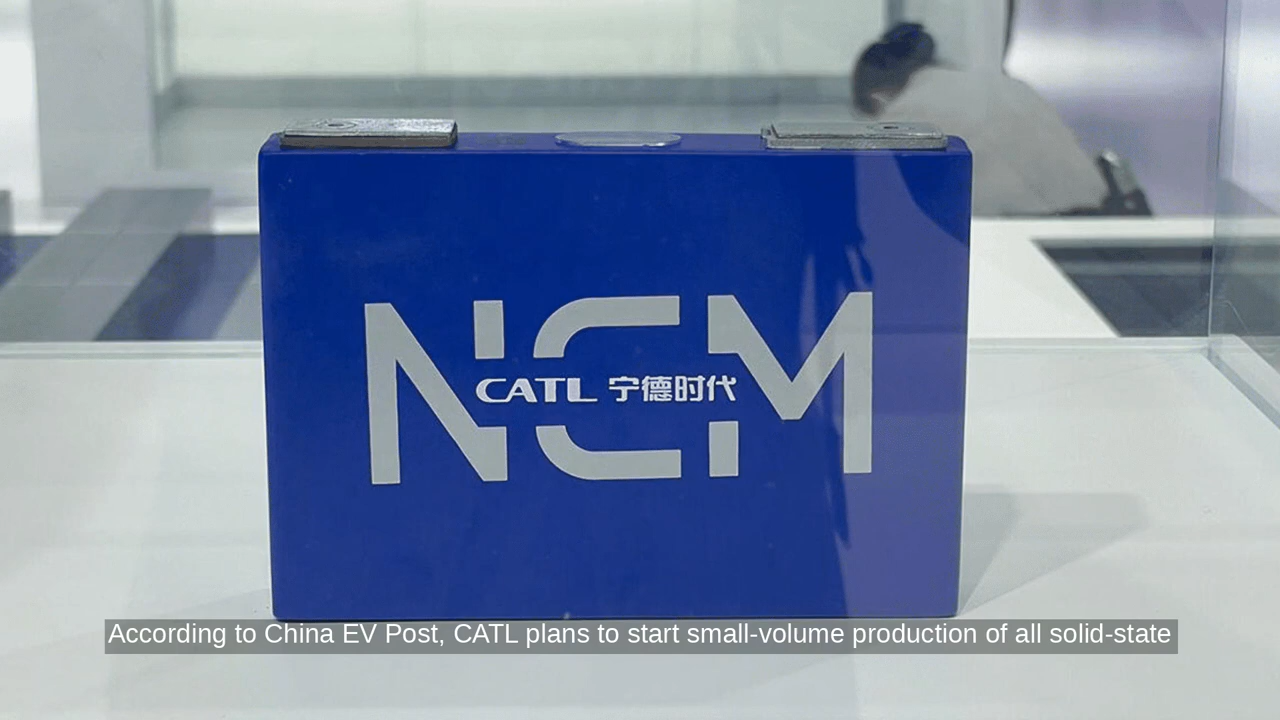 NCM
CATL 宁德时代
According to China EV Post, CATL plans to start small-volume production of all solid-state